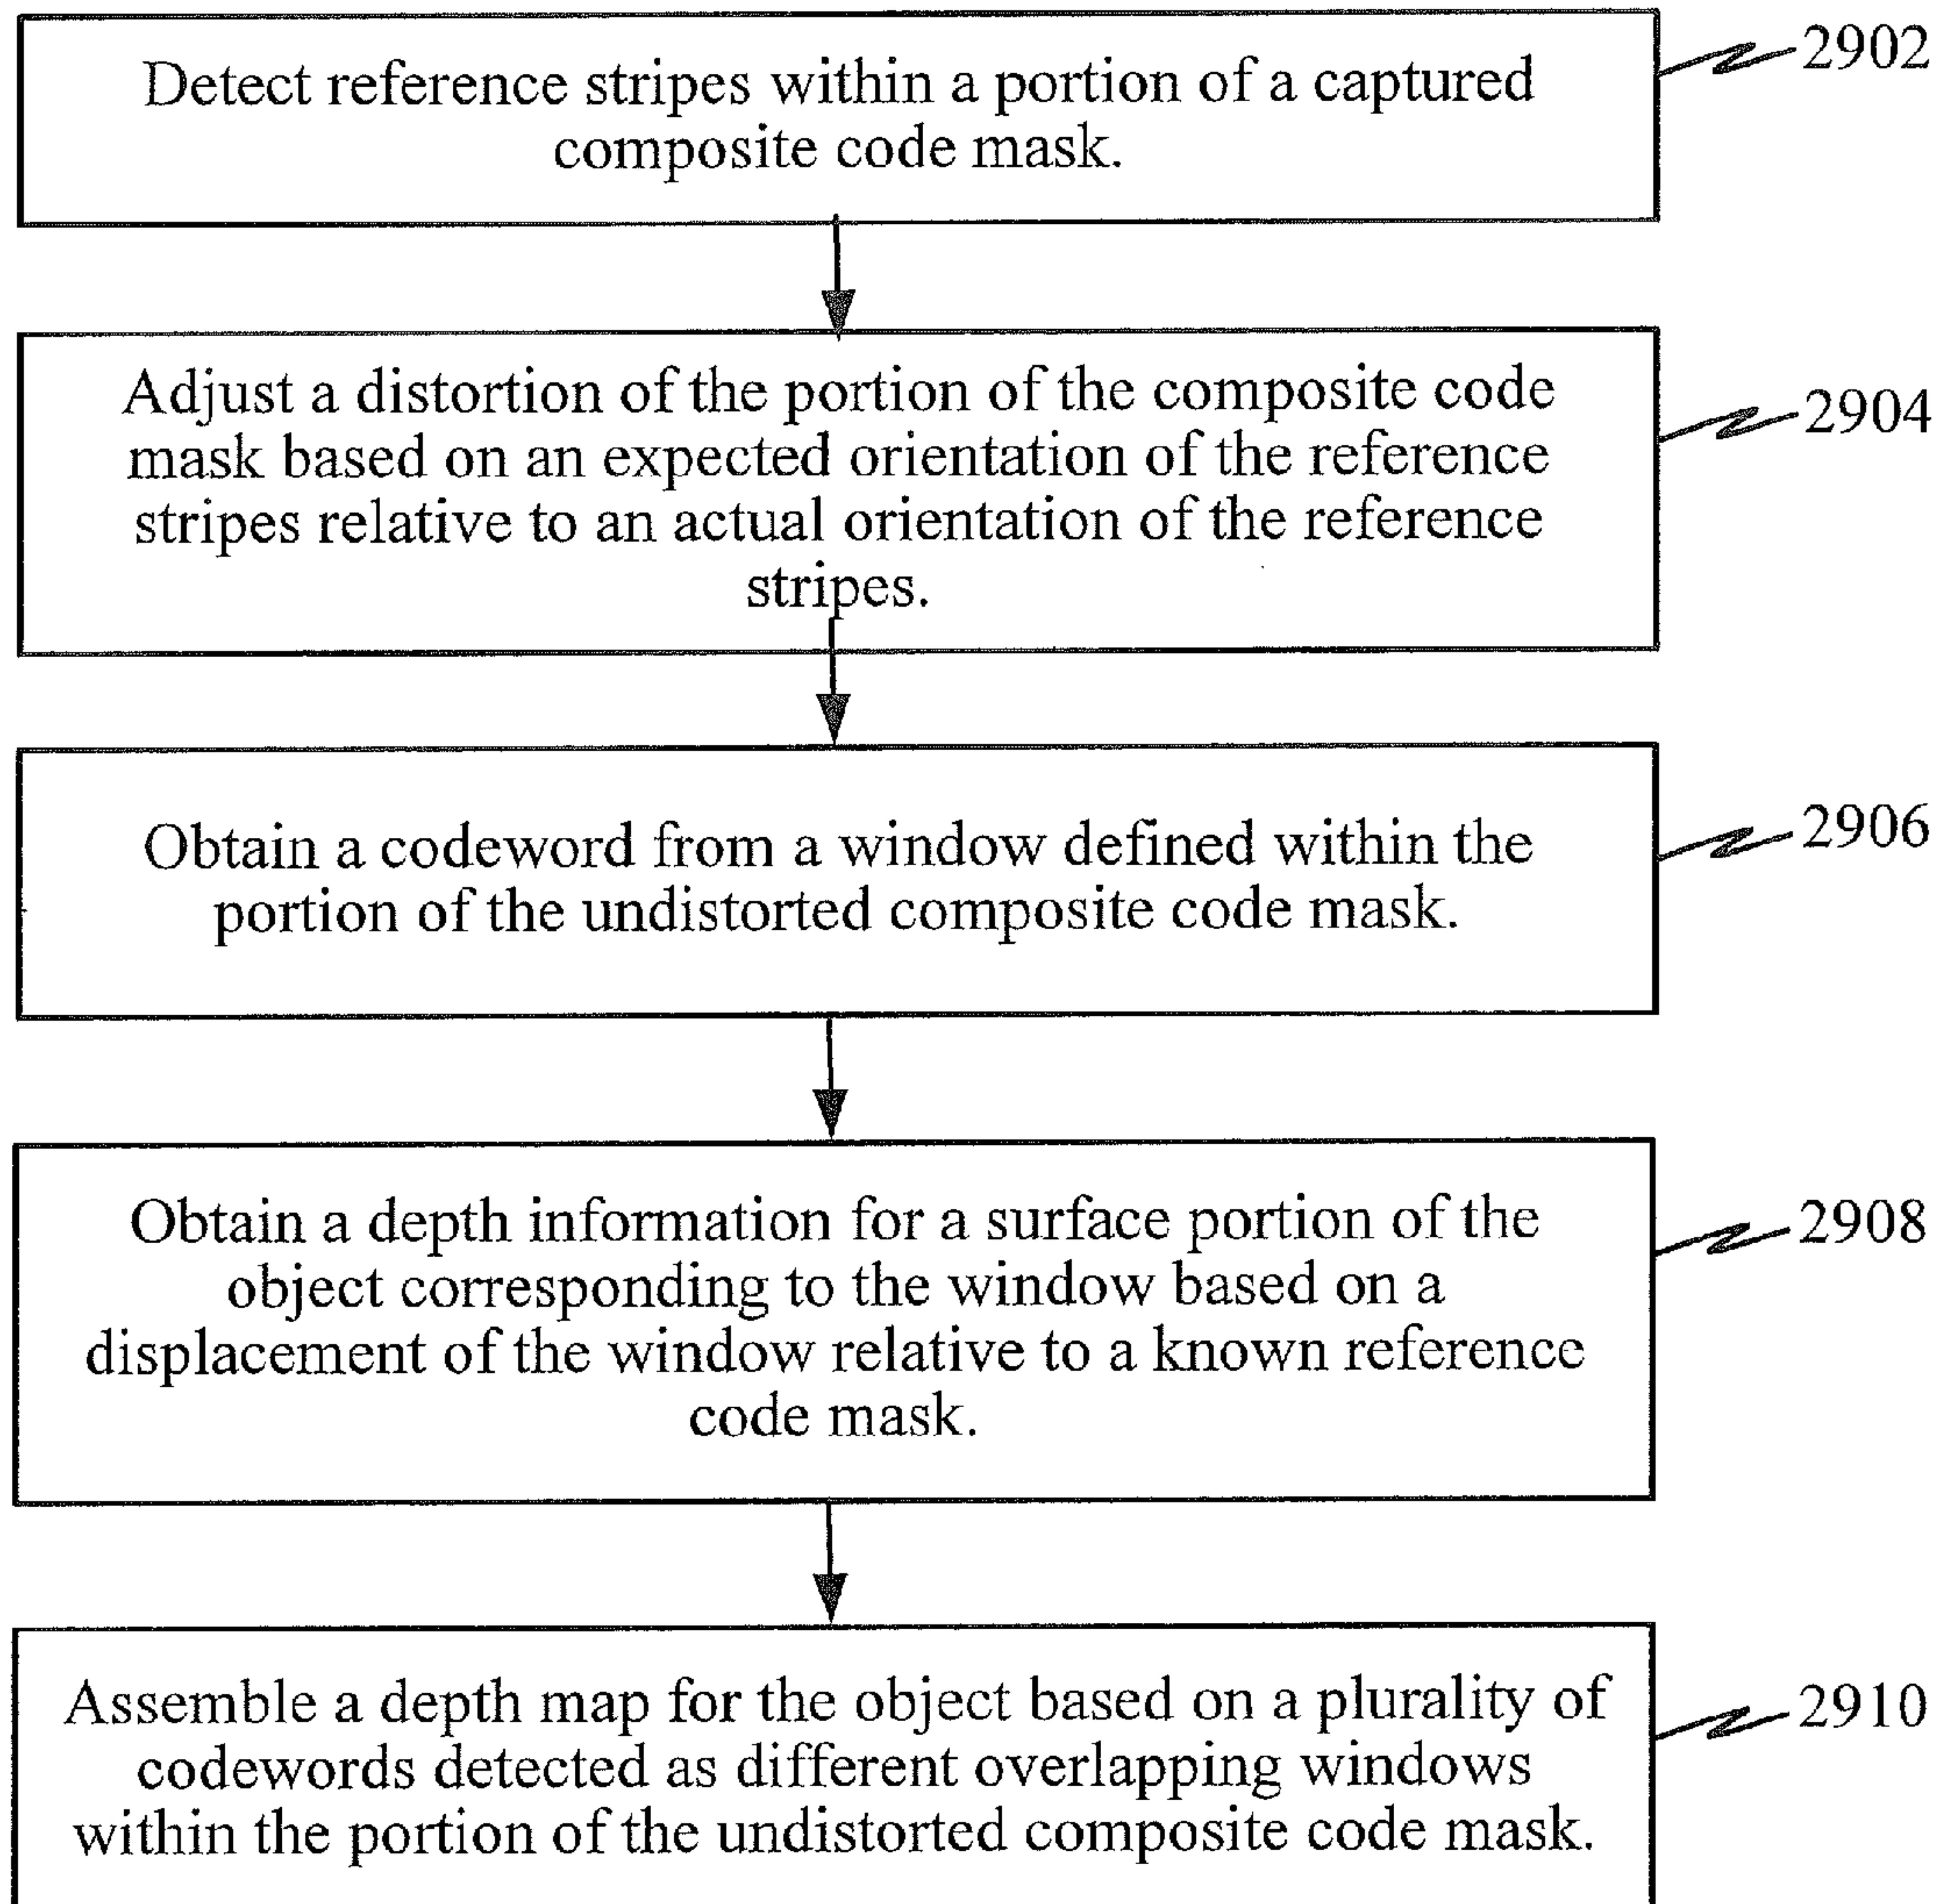 Detect reference stripes within a portion of a captured
composite code mask.
2902
Adjust a distortion of the portion of the composite code
mask based on an expected orientation of the reference
stripes relative to an actual orientation of the reference
stripes.
2904
Obtain a codeword from a window defined within the
portion of the undistorted composite code mask.
2906
Obtain a depth information for a surface portion of the
object corresponding to the window based on a
displacement of the window relative to a known reference
code mask.
2908
Assemble a depth map for the object based on a plurality of
codewords detected as different overlapping windows
within the portion of the undistorted composite code mask.
2910